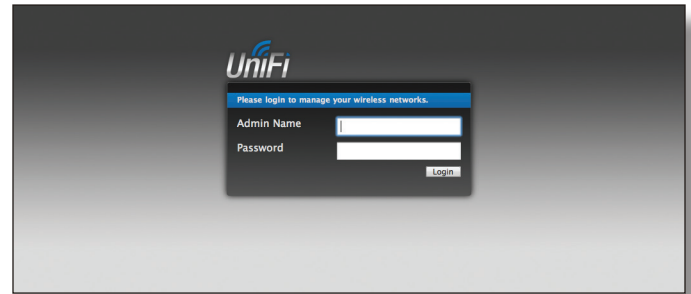 UniFi
Please login to manage your wireless networks.
Admin Name
Password
Login